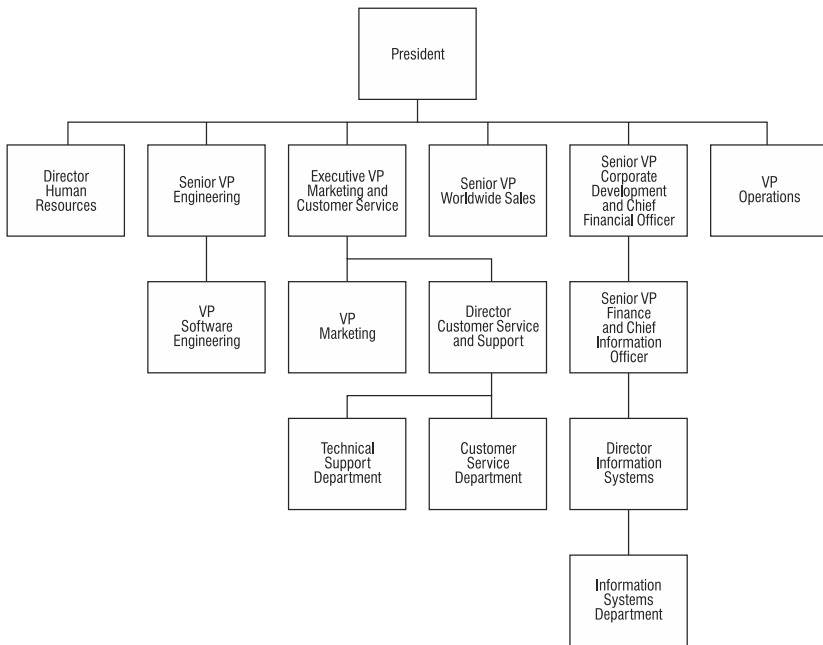 President
Director
Human
Resources
Senior VP
Engineering
Executive VP
Marketing and
Customer Service
Senior VP
Worldwide Sales
Senior VP
Corporate
Development
and Chief
Financial Officer
VP
Operations
VP
Software
Engineering
VP
Marketing
Director
Customer Service
and Support
Senior VP
Finance
and Chief
Information
Officer
Technical
Support
Department
Customer
Service
Department
Director
Information
Systems
Information
Systems
Department